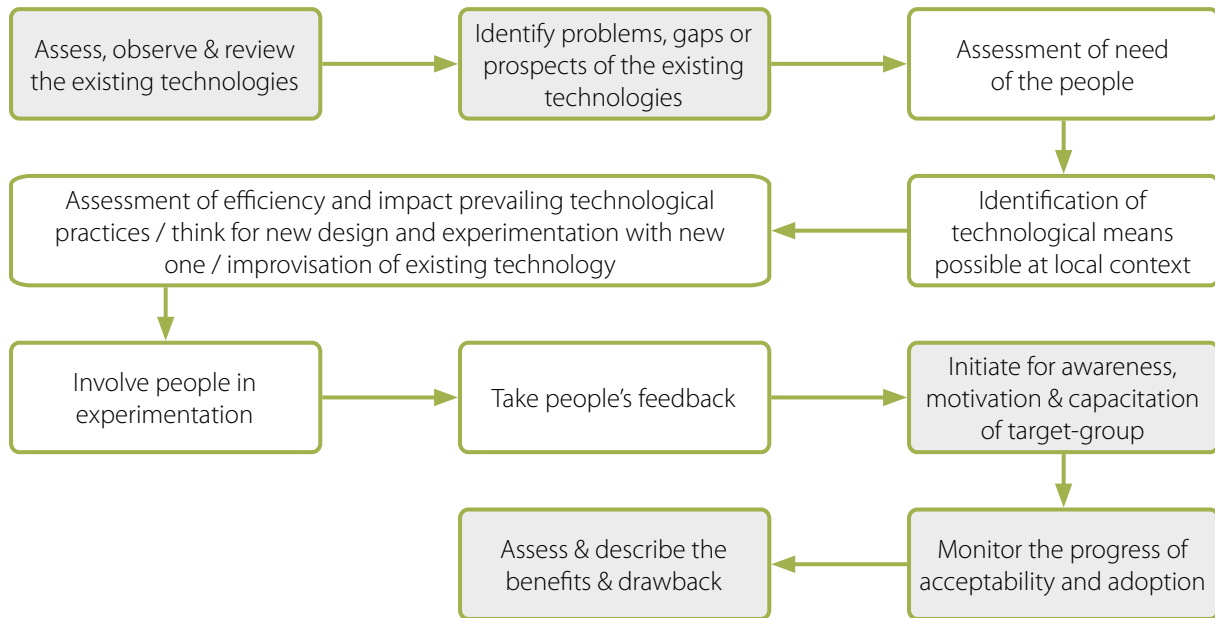 Assess, observe & review
the existing technologies
Identify problems, gaps or
prospects of the existing
technologies
Assessment of need
of the people
Identification of
technological means
possible at local context
Assessment of efficiency and impact prevailing technological
practices / think for new design and experimentation with new
one / improvisation of existing technology
Involve people in
experimentation
Take people’s feedback
Initiate for awareness,
motivation & capacitation
of target-group
Monitor the progress of
acceptability and adoption
Assess & describe the
benefits & drawback